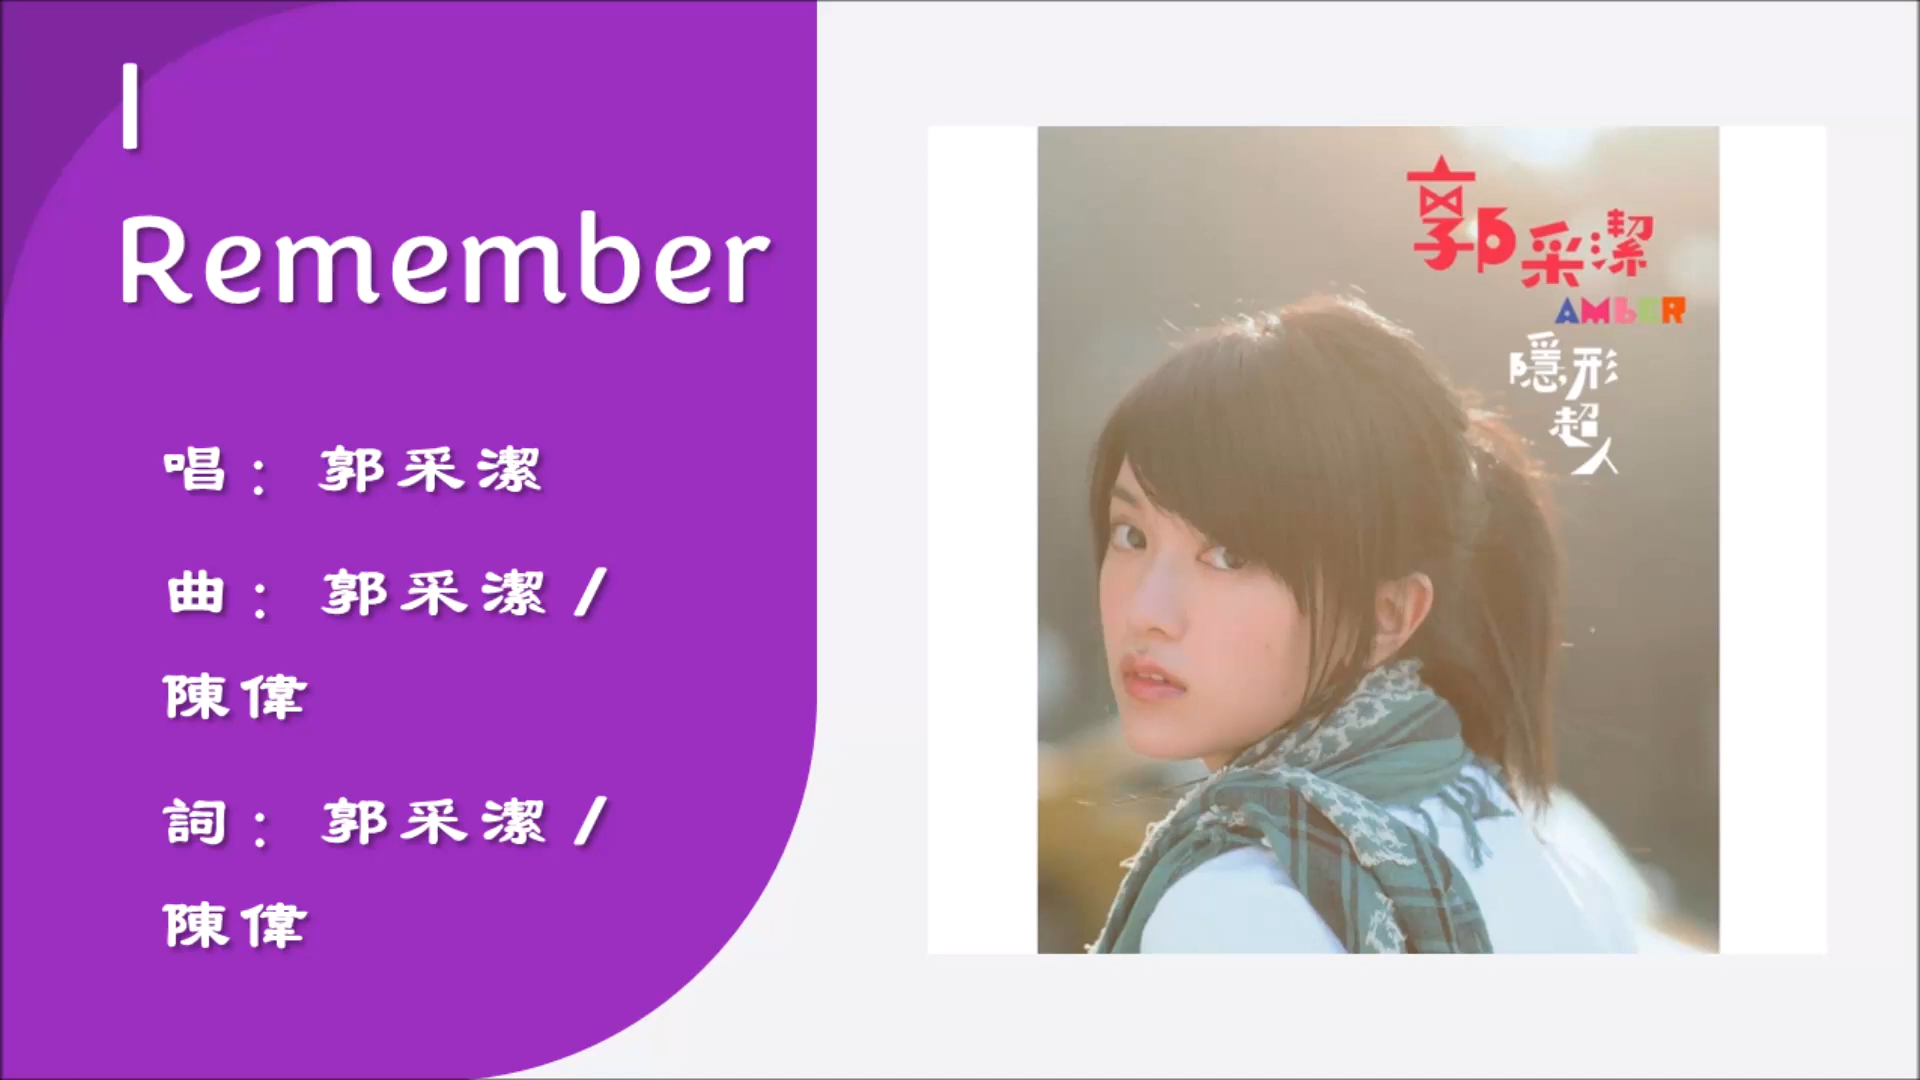 I
Remember
唱： 郭采潔
曲： 郭采潔 /
陳偉
詞： 郭采潔 /
陳偉
郭采潔
AMbER
隱形
超
人